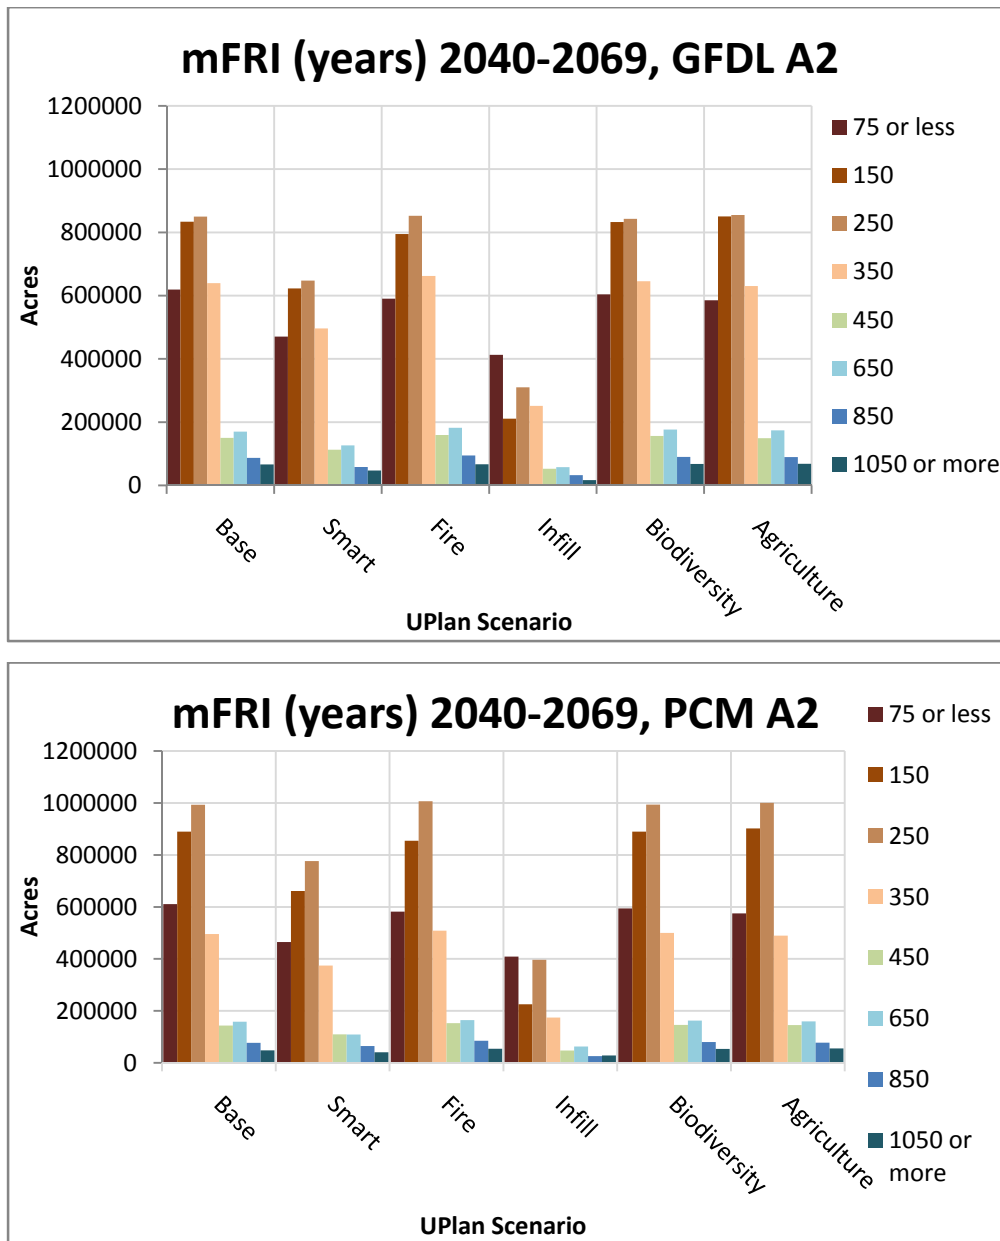 mFRI (years) 2040-2069, GFDL A2
1200000
1000000
800000
600000
400000
200000
0
Acres
Base
Smart
Fire
Infill
Biodiversity
Agriculture
UPlan Scenario
75 or less
150
250
350
450
650
850
1050 or more
mFRI (years) 2040-2069, PCM A2
1200000
1000000
800000
600000
400000
200000
0
Acres
Base
Smart
Fire
Infill
Biodiversity
Agriculture
UPlan Scenario
75 or less
150
250
350
450
650
850
1050 or
more